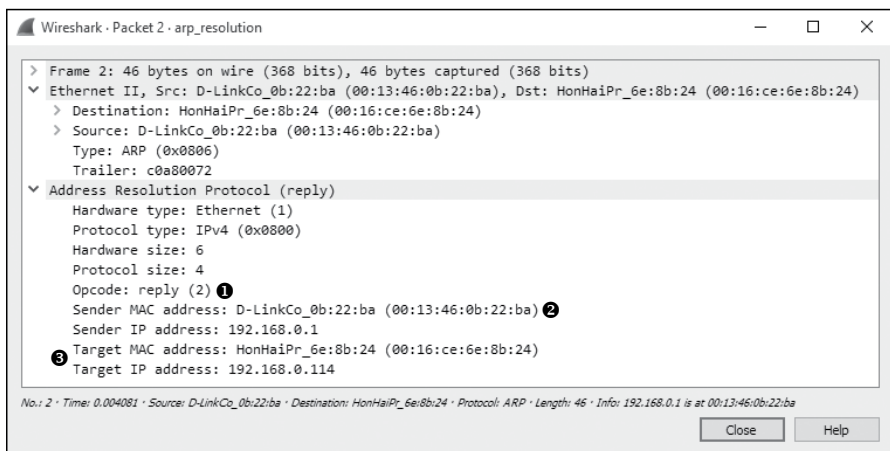 Wireshark · Packet 2 · arp_resolution
Frame 2: 46 bytes on wire (368 bits), 46 bytes captured (368 bits)
Ethernet II, Src: D-LinkCo_0b:22:ba (00:13:46:0b:22:ba), Dst: HonHaiPr_6e:8b:24 (00:16:ce:6e:8b:24)
Destination: HonHaiPr_6e:8b:24 (00:16:ce:6e:8b:24)
Source: D-LinkCo_0b:22:ba (00:13:46:0b:22:ba)
Type: ARP (0x0806)
Trailer: c0a80072
Address Resolution Protocol (reply)
Hardware type: Ethernet (1)
Protocol type: IPv4 (0x0800)
Hardware size: 6
Protocol size: 4
Opcode: reply (2) ❶
Sender MAC address: D-LinkCo_0b:22:ba (00:13:46:0b:22:ba) ❷
Sender IP address: 192.168.0.1
❸ Target MAC address: HonHaiPr_6e:8b:24 (00:16:ce:6e:8b:24)
Target IP address: 192.168.0.114
No.: 2 · Time: 0.004081 · Source: D-LinkCo_0b:22:ba · Destination: HonHaiPr_6e:8b:24 · Protocol: ARP · Length: 46 · Info: 192.168.0.1 is at 00:13:46:0b:22:ba
Close Help